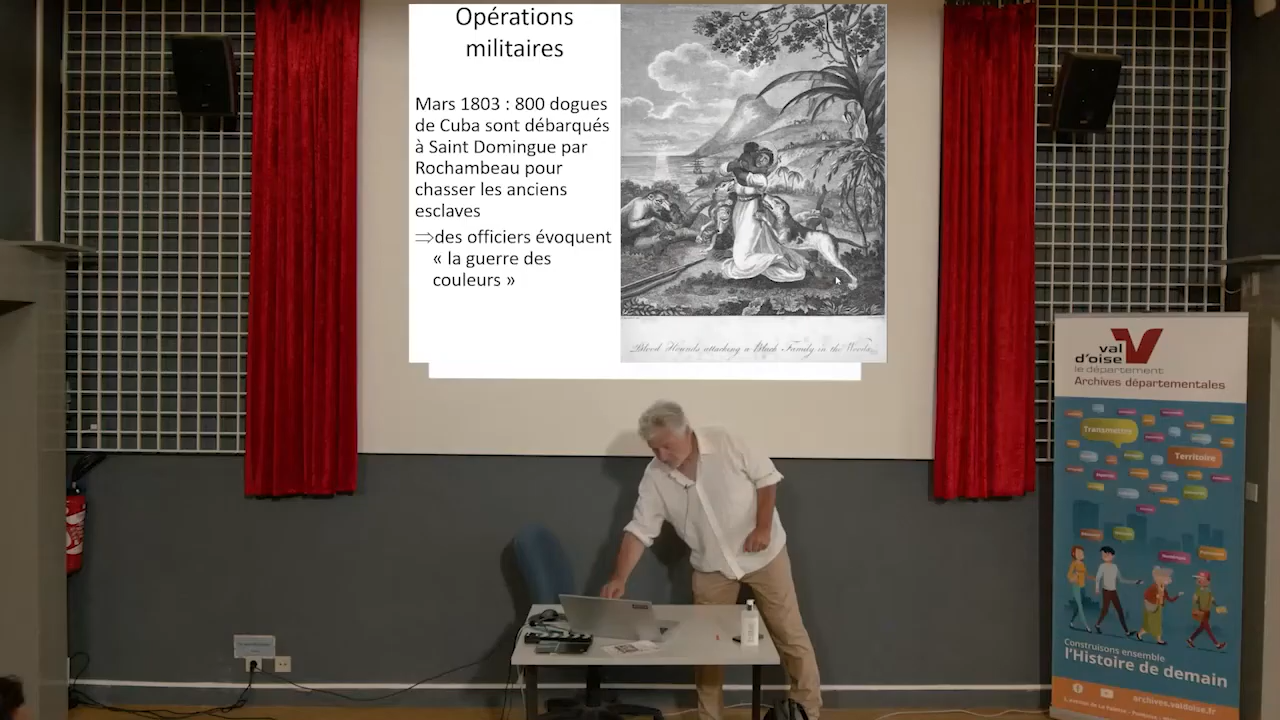 Opérations
militaires
Mars 1803 : 800 dogues
de Cuba sont débarqués
à Saint Domingue par
Rochambeau pour
chasser les anciens
esclaves
⇒des officiers évoquent
« la guerre des
couleurs »
Blood Hounds attacking a Black Family in the Woods
val
d'oise
le département
Archives départementales
Transmettre
Territoire
Construisons ensemble
l'Histoire de demain
archives.valdoise.fr